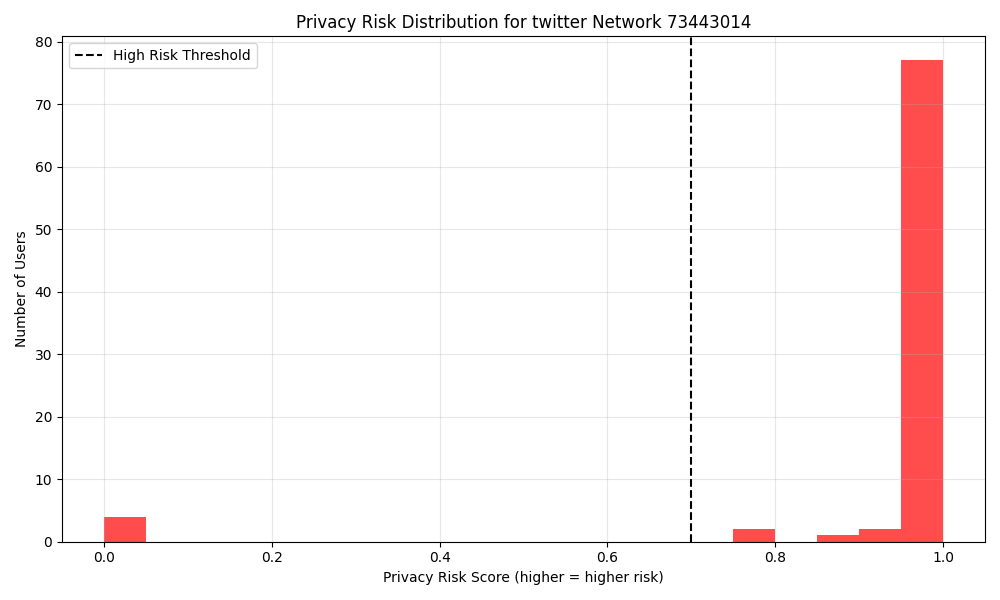 Privacy Risk Distribution for twitter Network 73443014
High Risk Threshold
Number of Users
80
70
60
50
40
30
20
10
0
0.0 0.2 0.4 0.6 0.8 1.0
Privacy Risk Score (higher = higher risk)